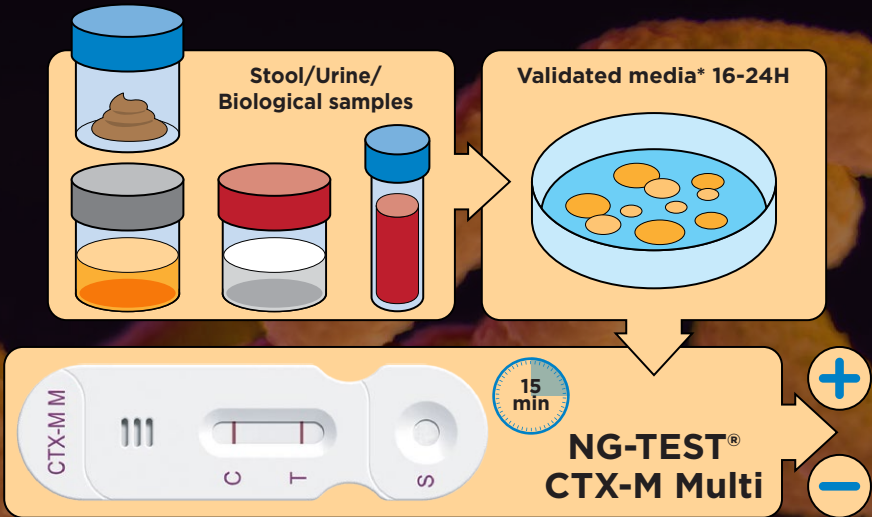 Stool/Urine/
Biological samples
Validated media* 16-24H
CTX-M M
C
T
S
15
min
NG-TEST®
CTX-M Multi
+
−